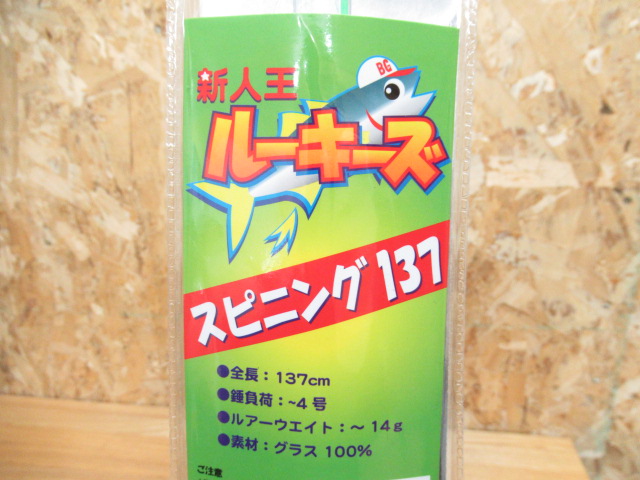 BG
新人王
ルーキーズ
スピニング 137
●全長：137cm
●錘負荷：~4号
●ルアーウエイト：～14g
●素材：グラス 100%
ご注意